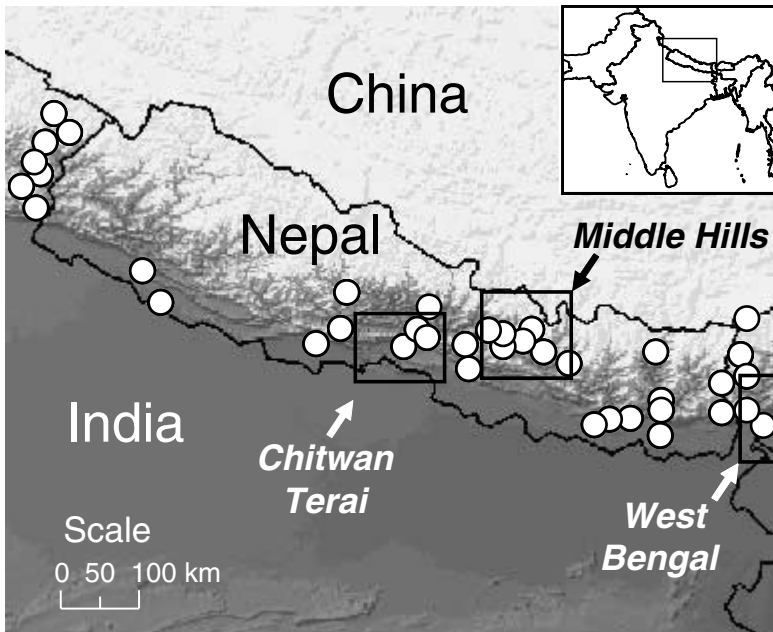 China
Nepal
Middle Hills
India
Chitwan
Terai
West
Bengal
Scale
0 50 100 km